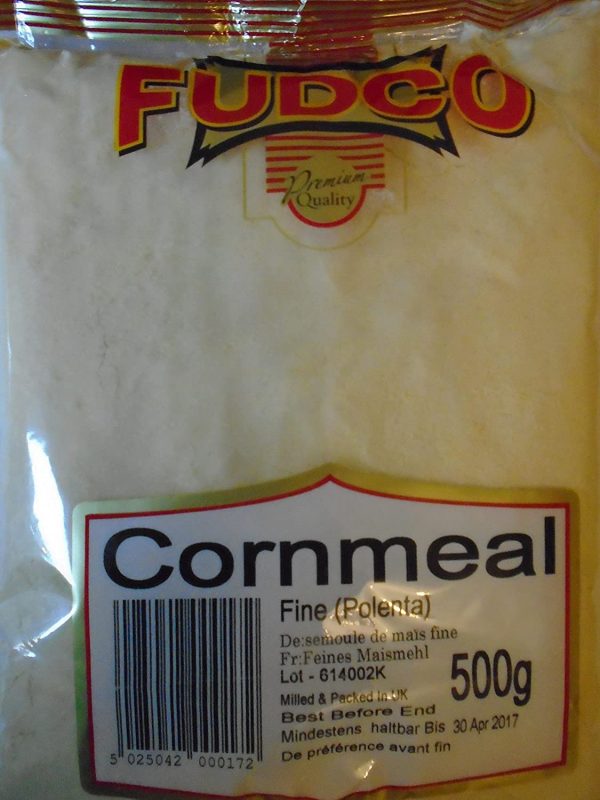 FUDCO
Premium
Quality
Cornmeal
Fine (Polenta)
De:semoule de maïs fine
Fr:Feines Maismehl
Lot - 614002K
500g
Milled & Packed In UK
Best Before End
Mindestens haltbar Bis 30 Apr 2017
De préférence avant fin
5 025042 000172